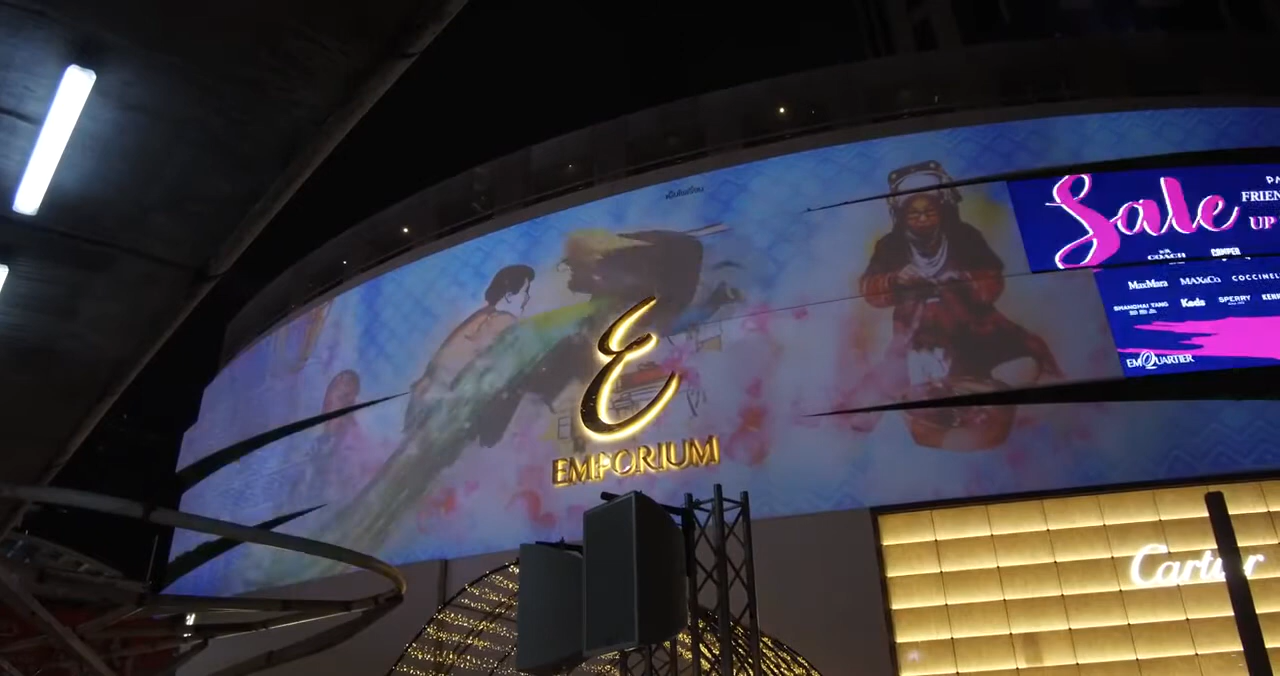 Sale
FRIEN
UP
COACH
CAMPER
MaxMara
MAX&Co
COCCINEL
SHANGHAI TANG
Keds
SPERRY
EMQUARTIER
E
EMPORIUM
Cartier